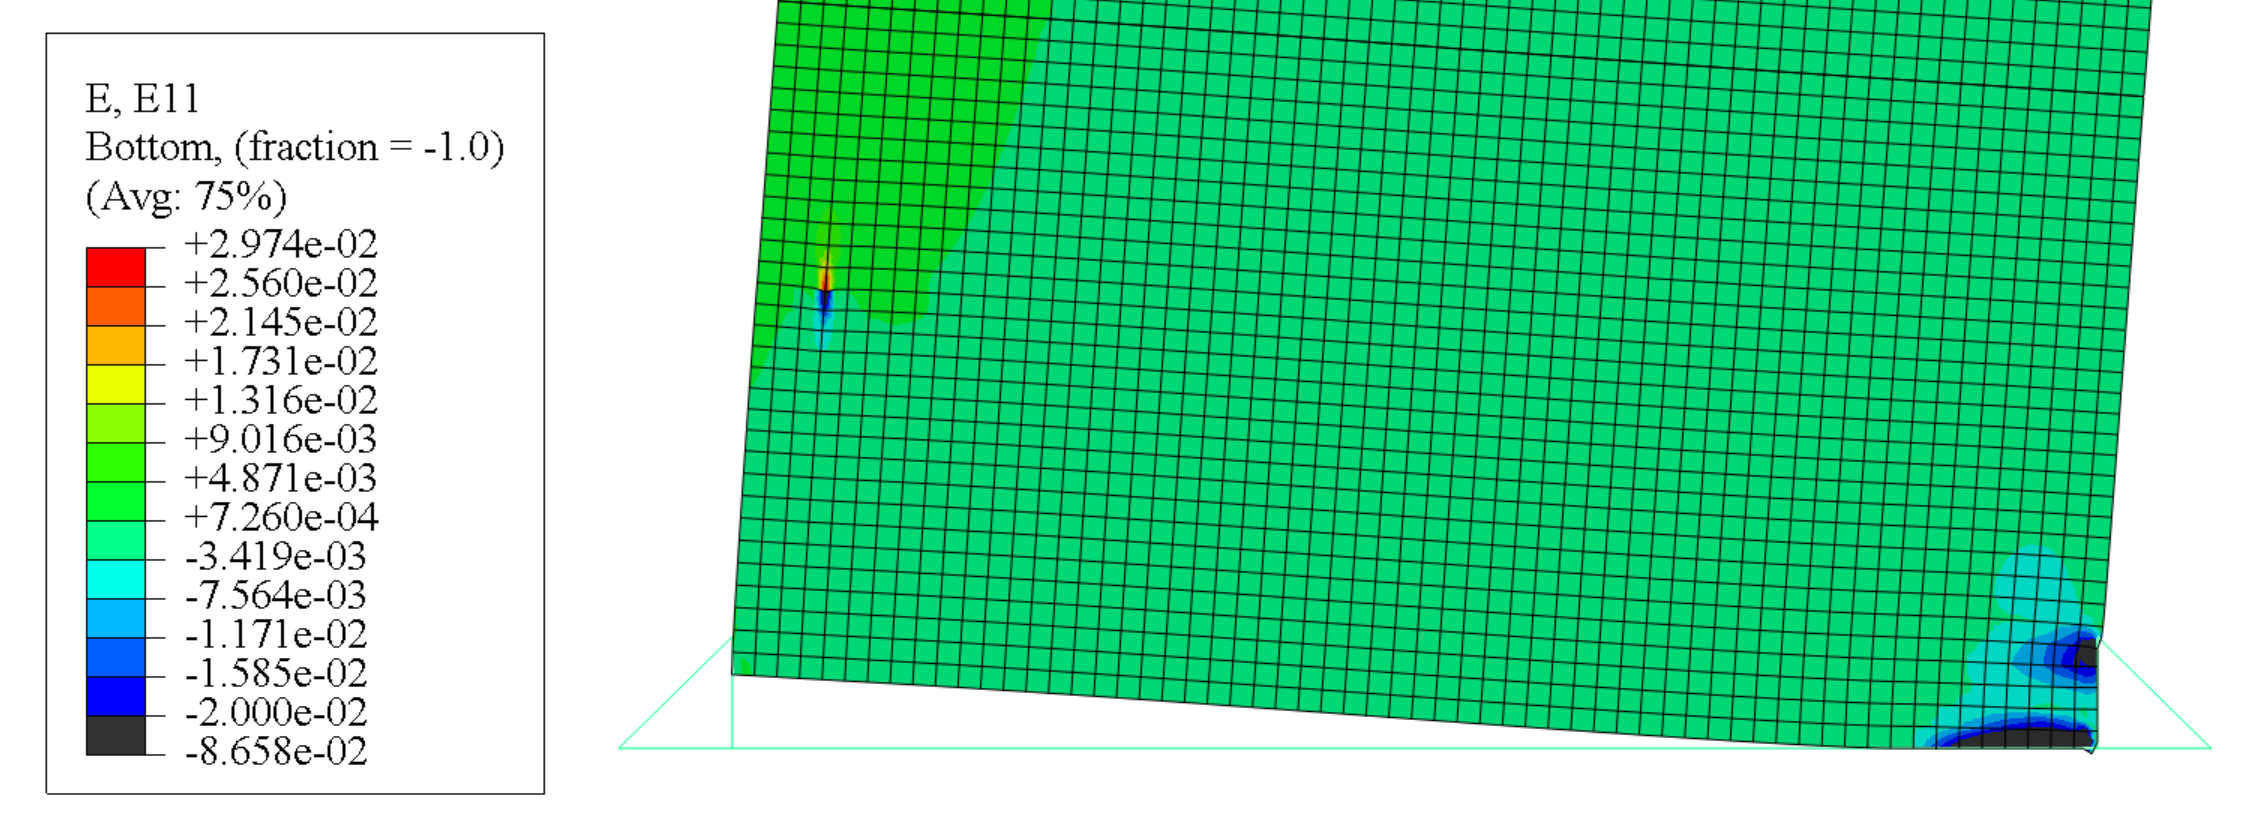 E, E11
Bottom, (fraction = -1.0)
(Avg: 75%)
+2.974e-02
+2.560e-02
+2.145e-02
+1.731e-02
+1.316e-02
+9.016e-03
+4.871e-03
+7.260e-04
-3.419e-03
-7.564e-03
-1.171e-02
-1.585e-02
-2.000e-02
-8.658e-02